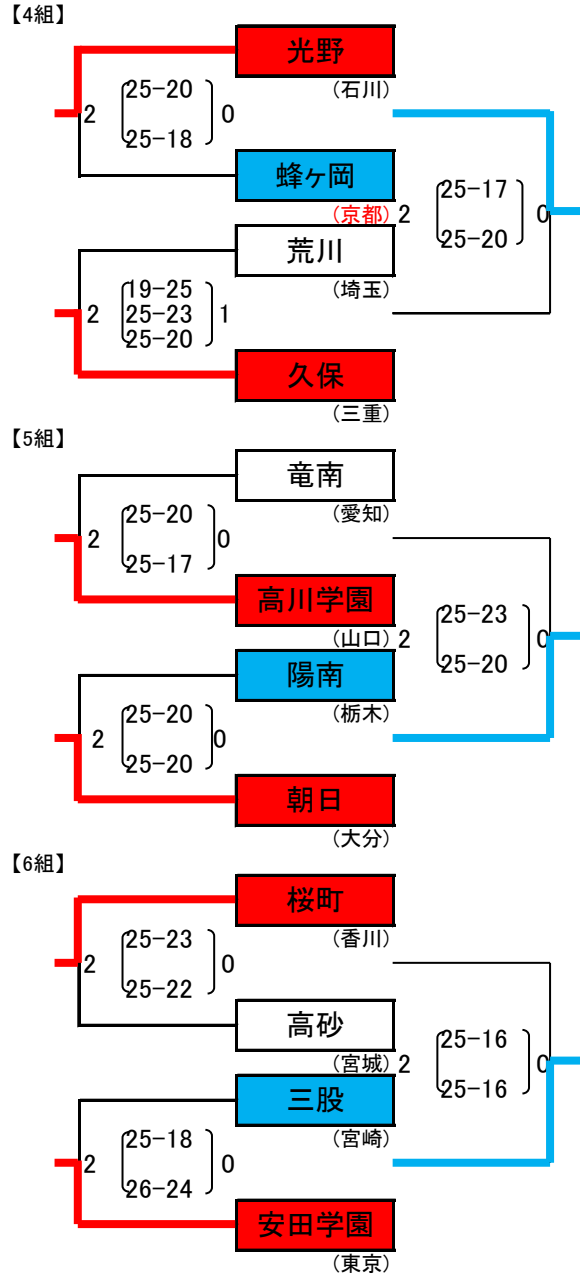 【4組】
光野
(石川)
2
25-20
25-18
0
蜂ヶ岡
(京都)
2
25-17
25-20
0
荒川
(埼玉)
2
19-25
25-23
25-20
1
久保
(三重)
【5組】
竜南
(愛知)
2
25-20
25-17
0
高川学園
(山口)
2
25-23
25-20
0
陽南
(栃木)
2
25-20
25-20
0
朝日
(大分)
【6組】
桜町
(香川)
2
25-23
25-22
0
高砂
(宮城)
2
25-16
25-16
0
三股
(宮崎)
2
25-18
26-24
0
安田学園
(東京)